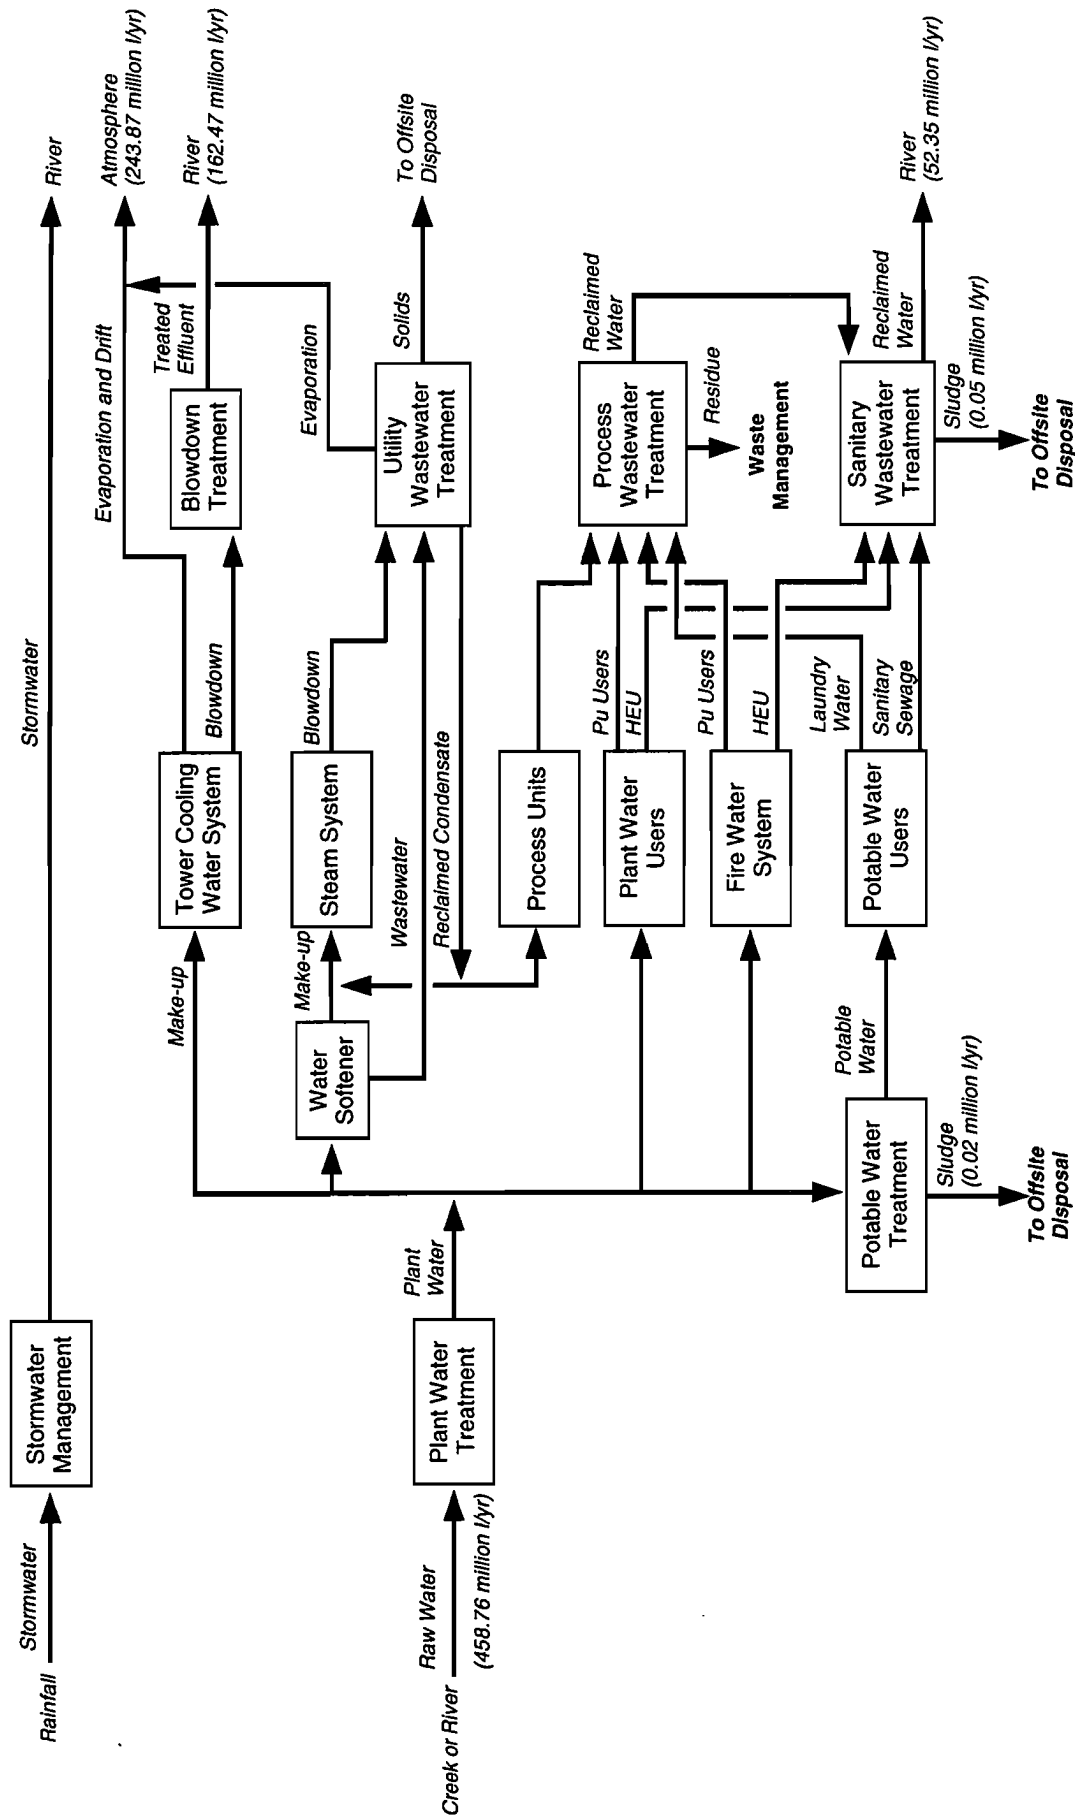 Rainfall
Stormwater
Stormwater
Management
Stormwater
River
Evaporation and Drift
Atmosphere
(243.87 million l/yr)
Make-up
Tower Cooling
Water System
Blowdown
Blowdown
Treatment
Treated
Effluent
River
(162.47 million l/yr)
Water
Softener
Make-up
Steam System
Blowdown
Evaporation
Wastewater
Utility
Wastewater
Treatment
Solids
To Offsite
Disposal
Reclaimed Condensate
Creek or River
Raw Water
(458.76 million l/yr)
Plant Water
Treatment
Plant
Water
Process Units
Plant Water
Users
Pu Users
HEU
Process
Wastewater
Treatment
Reclaimed
Water
Residue
Waste
Management
Fire Water
System
Pu Users
HEU
Potable Water
Treatment
Potable
Water
Potable Water
Users
Laundry
Water
Sanitary
Sewage
Sanitary
Wastewater
Treatment
Reclaimed
Water
River
(52.35 million l/yr)
Sludge
(0.02 million l/yr)
To Offsite
Disposal
Sludge
(0.05 million l/yr)
To Offsite
Disposal